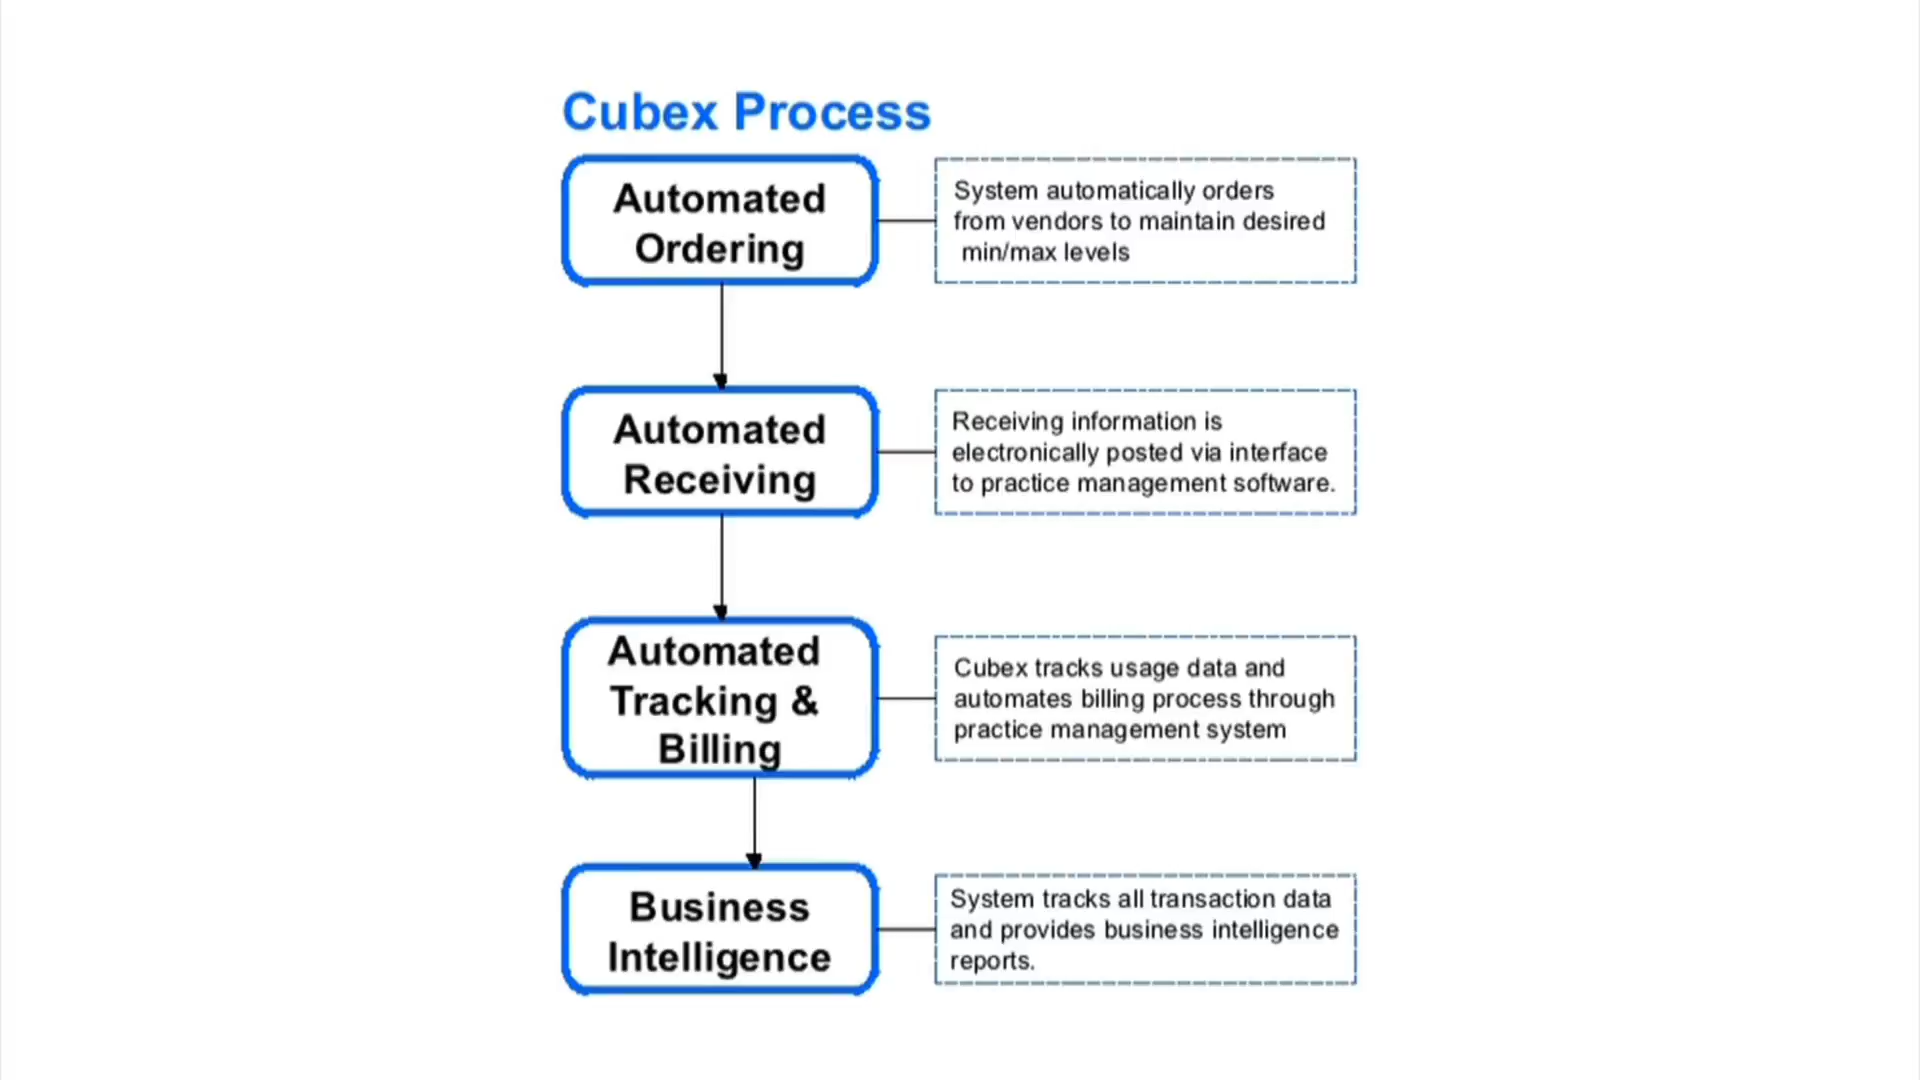 Cubex Process
Automated
Ordering
System automatically orders
from vendors to maintain desired
min/max levels
Automated
Receiving
Receiving information is
electronically posted via interface
to practice management software.
Automated
Tracking &
Billing
Cubex tracks usage data and
automates billing process through
practice management system
Business
Intelligence
System tracks all transaction data
and provides business intelligence
reports.